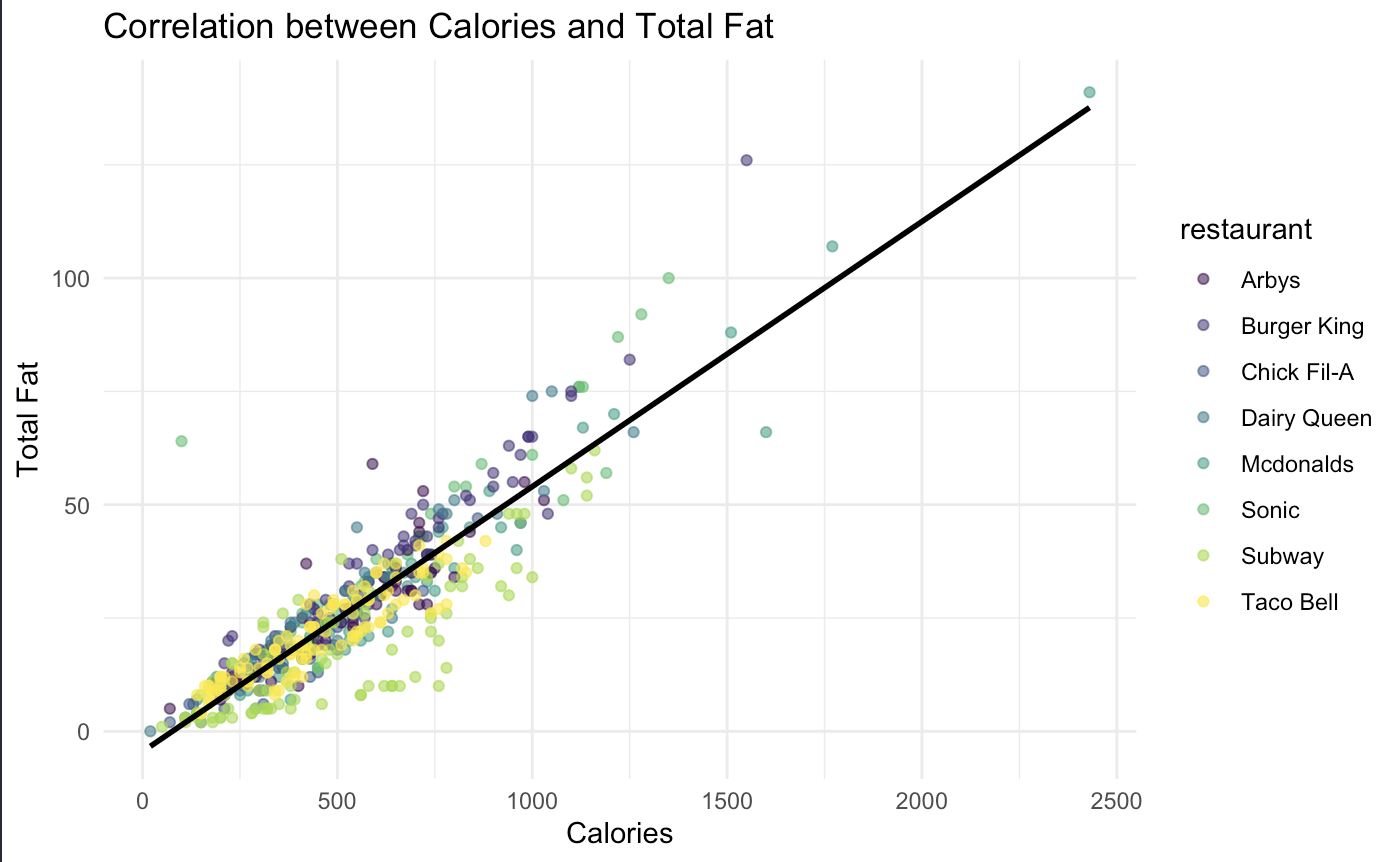 Correlation between Calories and Total Fat
Total Fat
100
50
0
0 500 1000 1500 2000 2500
Calories
restaurant
Arbys
Burger King
Chick Fil-A
Dairy Queen
Mcdonalds
Sonic
Subway
Taco Bell